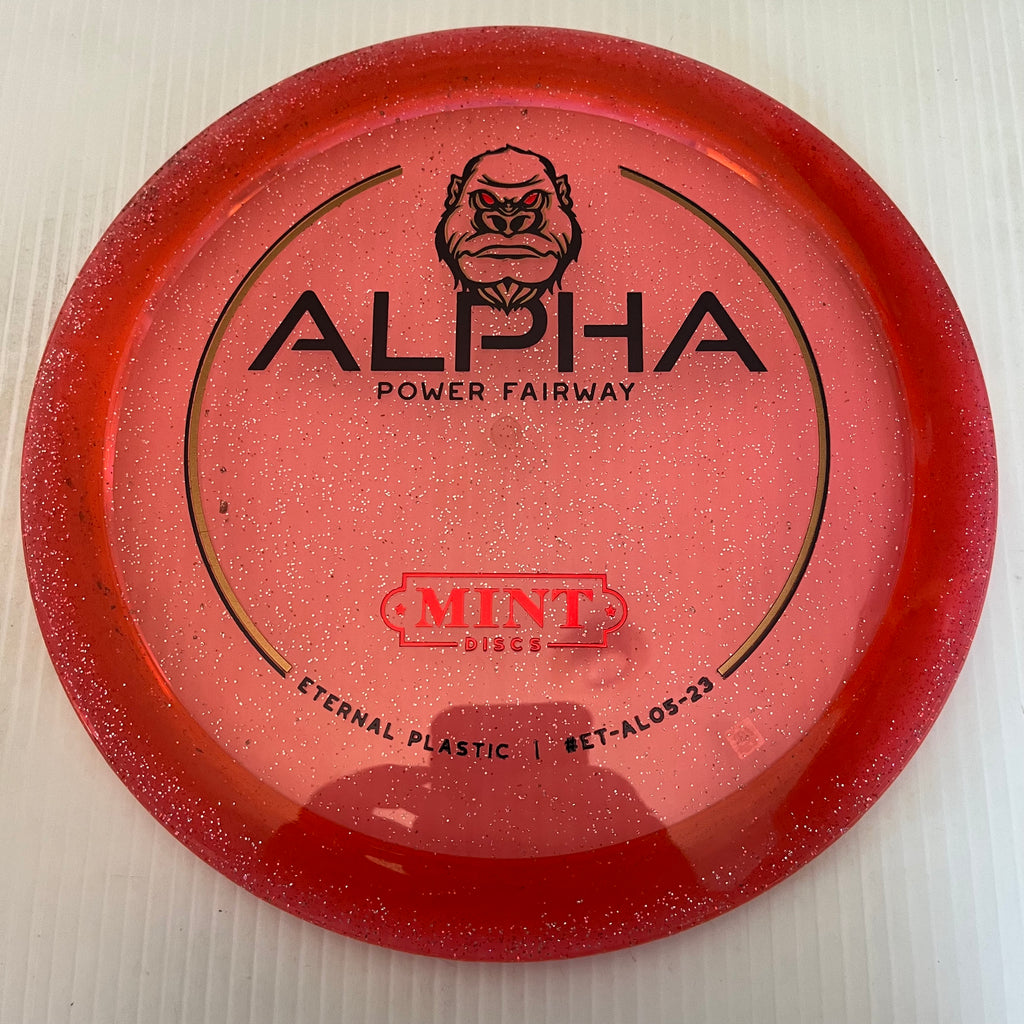 ALPHA
POWER FAIRWAY
MINT
DISCS
ETERNAL PLASTIC | #ET-AL05-23